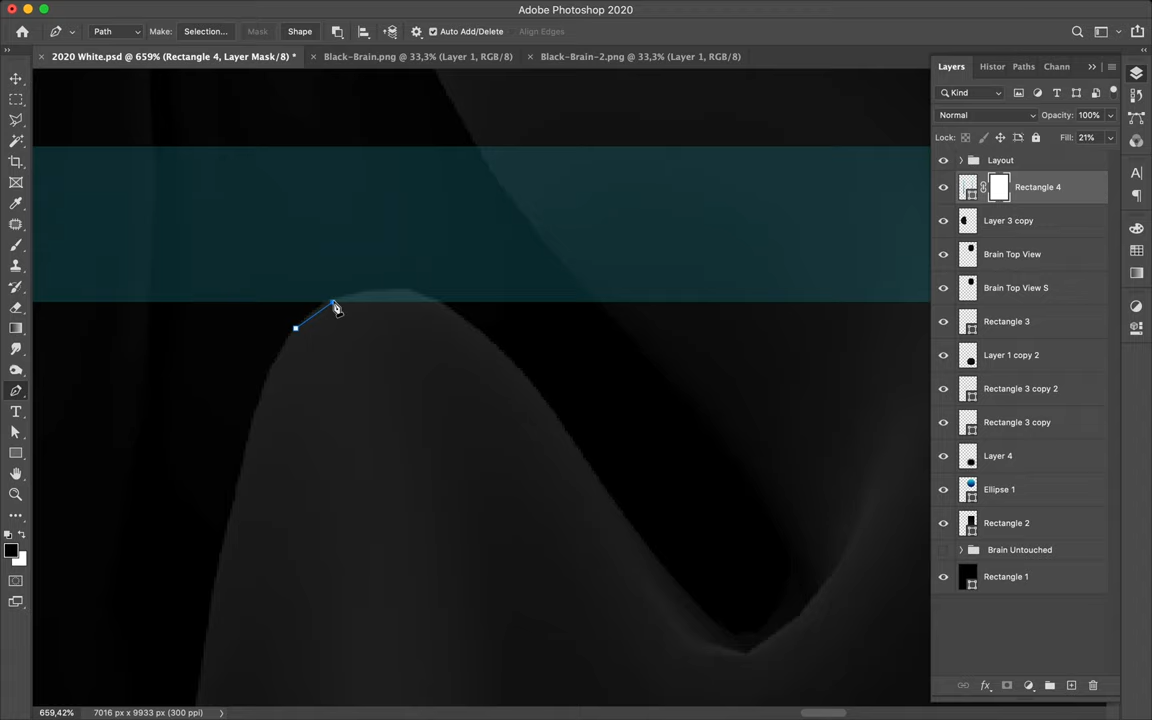 Adobe Photoshop 2020
Path Make: Selection... Mask Shape Auto Add/Delete Align Edges
2020 White.psd @ 659% (Rectangle 4, Layer Mask/8) * Black-Brain.png @ 33,3% (Layer 1, RGB/8) Black-Brain-2.png @ 33,3% (Layer 1, RGB/8)
Layers Histor Paths Chann
Kind
Normal Opacity: 100%
Lock: Fill: 21%
Layout
Rectangle 4
Layer 3 copy
Brain Top View
Brain Top View S
Rectangle 3
Layer 1 copy 2
Rectangle 3 copy 2
Rectangle 3 copy
Layer 4
Ellipse 1
Rectangle 2
Brain Untouched
Rectangle 1
659,42% 7016 px x 9933 px (300 ppi)